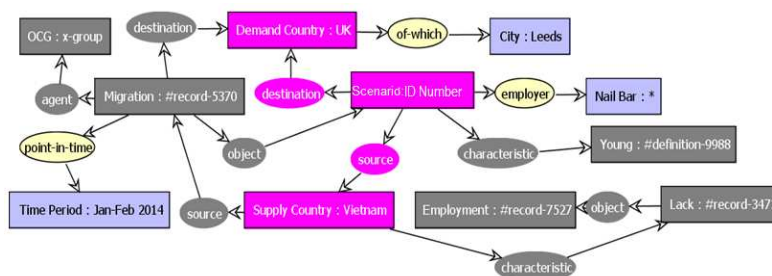 OCG : x-group
destination
Demand Country : UK
of-which
City : Leeds
agent
Migration : #record-5370
destination
Scenario:ID Number
employer
Nail Bar : *
point-in-time
object
source
characteristic
Young : #definition-9988
Time Period : Jan-Feb 2014
source
Supply Country : Vietnam
Employment : #record-7527
object
Lack : #record-347
characteristic